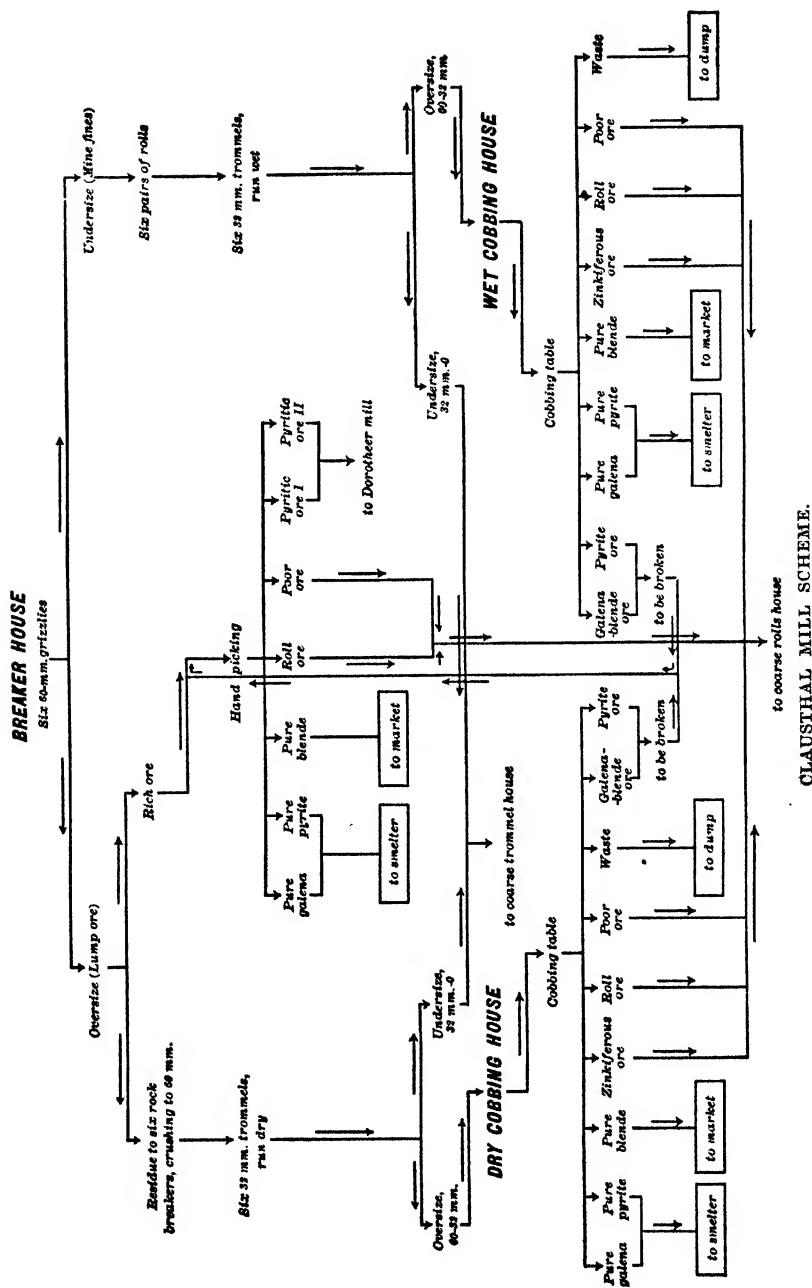 BREAKER HOUSE
Six 60-mm. grizzlies
Oversize (Lump ore)
Undersize (Mine fines)
Rich ore
Six pairs of rolls
Residue to six rock
breakers, crushing to 60 mm.
Six 32 mm. trommels,
run dry
Six 32 mm. trommels,
run wet
Hand picking
Pure
galena
Pure
pyrite
Pure
blende
Roll
ore
Poor
ore
Pyritic
ore I
Pyritic
ore II
to smelter
to market
to Dorotheer mill
Oversize,
60-32 mm.
Undersize,
32 mm.-0
Undersize,
32 mm.-0
Oversize,
60-32 mm.
DRY COBBING HOUSE
to coarse trommel house
WET COBBING HOUSE
Cobbing table
Pure
galena
Pure
pyrite
Pure
blende
Zinkiferous
ore
Roll
ore
Poor
ore
Waste
Galena-
blende
ore
Pyrite
ore
to smelter
to market
to dump
to be broken
Cobbing table
Galena-
blende
ore
Pyrite
ore
Pure
galena
Pure
pyrite
Pure
blende
Zinkiferous
ore
Roll
ore
Poor
ore
Waste
to be broken
to smelter
to market
to dump
to coarse rolls house
CLAUSTHAL MILL SCHEME.